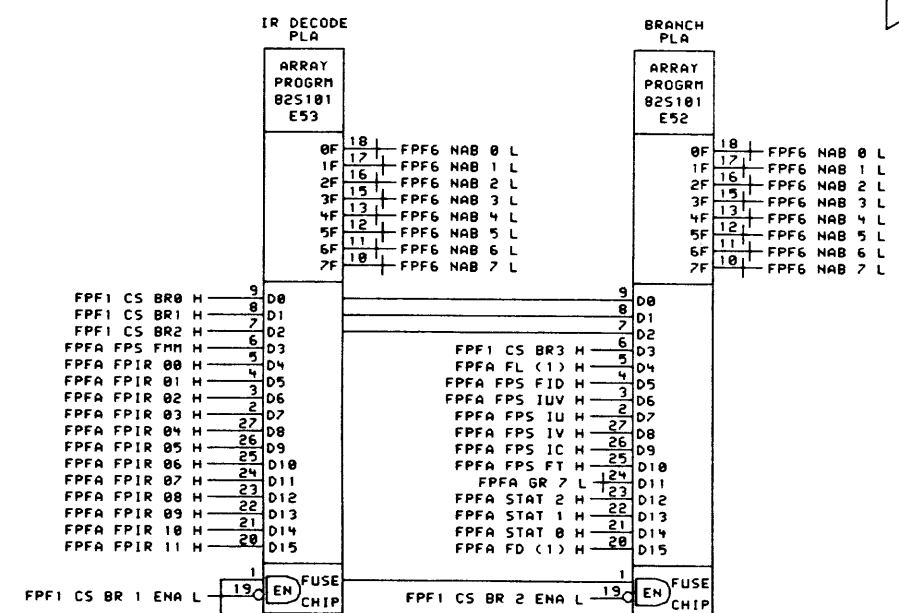 IR DECODE
PLA
ARRAY
PROGRM
82S101
E53
0F 18 FPF6 NAB 0 L
1F 17 FPF6 NAB 1 L
2F 16 FPF6 NAB 2 L
3F 15 FPF6 NAB 3 L
4F 13 FPF6 NAB 4 L
5F 12 FPF6 NAB 5 L
6F 11 FPF6 NAB 6 L
7F 10 FPF6 NAB 7 L
FPF1 CS BR0 H 9 D0
FPF1 CS BR1 H 8 D1
FPF1 CS BR2 H 7 D2
FPFA FPS FMM H 6 D3
FPFA FPIR 00 H 5 D4
FPFA FPIR 01 H 4 D5
FPFA FPIR 02 H 3 D6
FPFA FPIR 03 H 2 D7
FPFA FPIR 04 H 27 D8
FPFA FPIR 05 H 26 D9
FPFA FPIR 06 H 25 D10
FPFA FPIR 07 H 24 D11
FPFA FPIR 08 H 23 D12
FPFA FPIR 09 H 22 D13
FPFA FPIR 10 H 21 D14
FPFA FPIR 11 H 20 D15
1 FUSE
FPF1 CS BR 1 ENA L 19 EN CHIP
BRANCH
PLA
ARRAY
PROGRM
82S101
E52
0F 18 FPF6 NAB 0 L
1F 17 FPF6 NAB 1 L
2F 16 FPF6 NAB 2 L
3F 15 FPF6 NAB 3 L
4F 13 FPF6 NAB 4 L
5F 12 FPF6 NAB 5 L
6F 11 FPF6 NAB 6 L
7F 10 FPF6 NAB 7 L
9 D0
8 D1
7 D2
FPF1 CS BR3 H 6 D3
FPFA FL (1) H 5 D4
FPFA FPS FID H 4 D5
FPFA FPS IUV H 3 D6
FPFA FPS IU H 2 D7
FPFA FPS IV H 27 D8
FPFA FPS IC H 26 D9
FPFA FPS FT H 25 D10
FPFA GR 7 L 24 D11
FPFA STAT 2 H 23 D12
FPFA STAT 1 H 22 D13
FPFA STAT 0 H 21 D14
FPFA FD (1) H 20 D15
1 FUSE
FPF1 CS BR 2 ENA L 19 EN CHIP